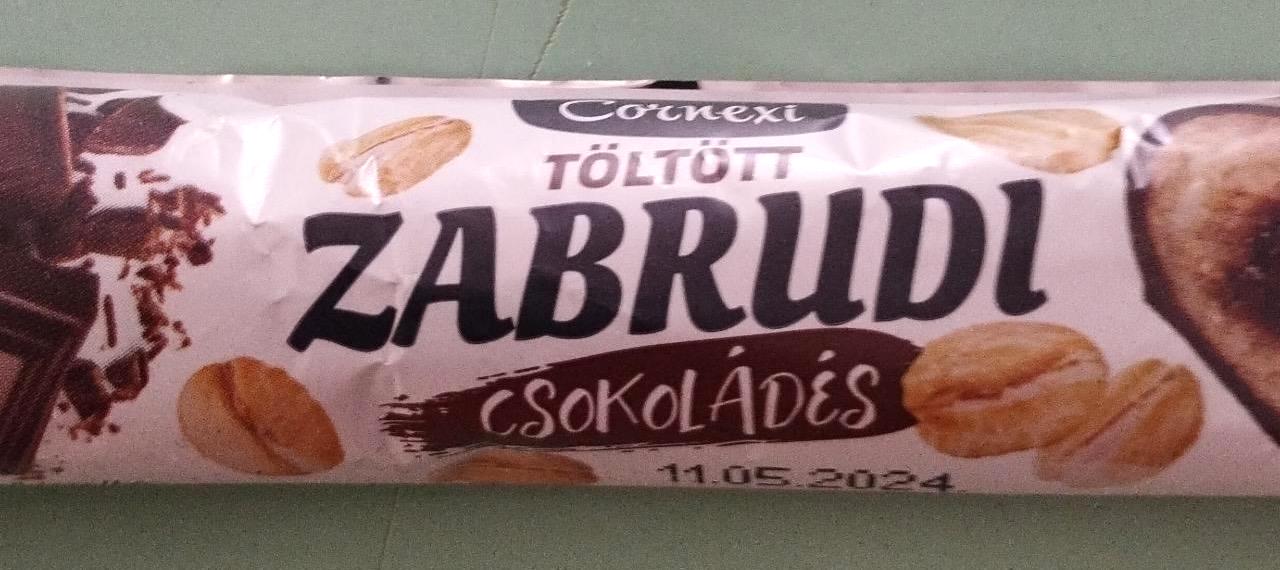 Cornexi
TÖLTÖTT
ZABRUDI
CSOKOLÁDÉS
11.05.2024